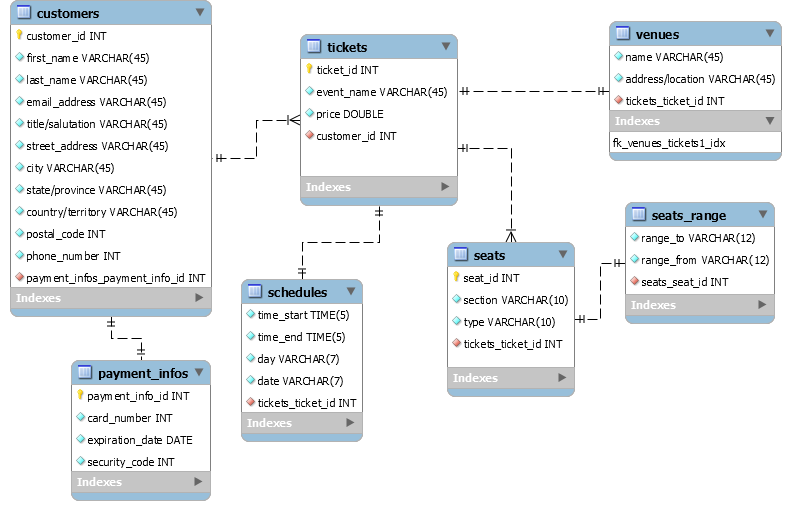 customers
customer_id INT
first_name VARCHAR(45)
last_name VARCHAR(45)
email_address VARCHAR(45)
title/salutation VARCHAR(45)
street_address VARCHAR(45)
city VARCHAR(45)
state/province VARCHAR(45)
country/territory VARCHAR(45)
postal_code INT
phone_number INT
payment_infos_payment_info_id INT
Indexes
tickets
ticket_id INT
event_name VARCHAR(45)
price DOUBLE
customer_id INT
Indexes
venues
name VARCHAR(45)
address/location VARCHAR(45)
tickets_ticket_id INT
Indexes
fk_venues_tickets1_idx
seats_range
range_to VARCHAR(12)
range_from VARCHAR(12)
seats_seat_id INT
Indexes
seats
seat_id INT
section VARCHAR(10)
type VARCHAR(10)
tickets_ticket_id INT
Indexes
schedules
time_start TIME(5)
time_end TIME(5)
day VARCHAR(7)
date VARCHAR(7)
tickets_ticket_id INT
Indexes
payment_infos
payment_info_id INT
card_number INT
expiration_date DATE
security_code INT
Indexes